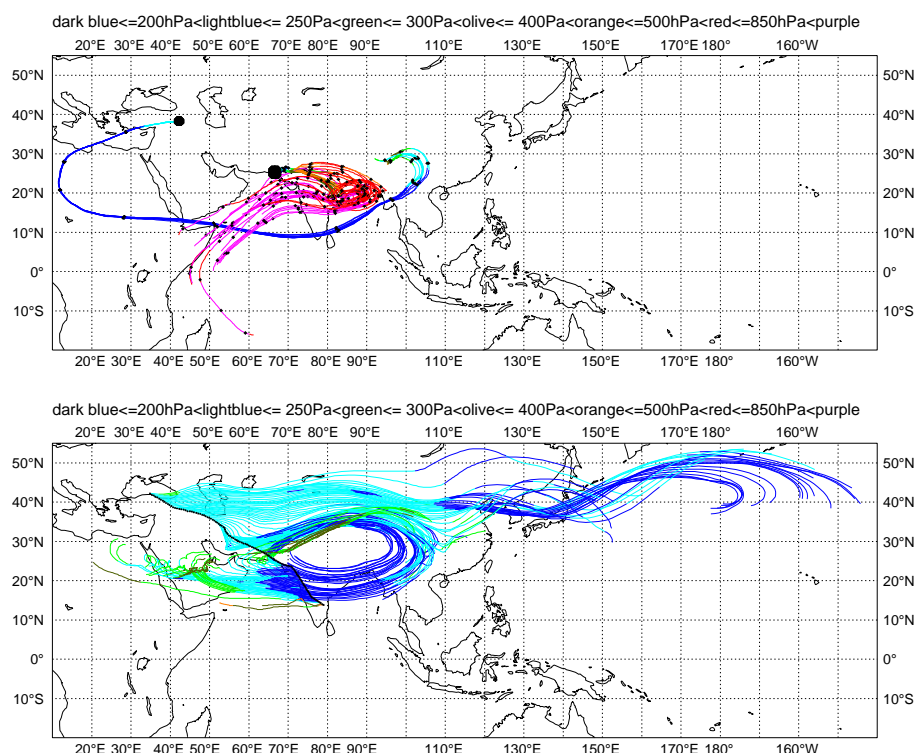 dark blue<=200hPa<lightblue<= 250Pa<green<= 300Pa<olive<= 400Pa<orange<=500hPa<red<=850hPa<purple
20°E 30°E 40°E 50°E 60°E 70°E 80°E 90°E 110°E 130°E 150°E 170°E 180° 160°W
50°N 50°N
40°N 40°N
30°N 30°N
20°N 20°N
10°N 10°N
0° 0°
10°S 10°S
20°E 30°E 40°E 50°E 60°E 70°E 80°E 90°E 110°E 130°E 150°E 170°E 180° 160°W
dark blue<=200hPa<lightblue<= 250Pa<green<= 300Pa<olive<= 400Pa<orange<=500hPa<red<=850hPa<purple
20°E 30°E 40°E 50°E 60°E 70°E 80°E 90°E 110°E 130°E 150°E 170°E 180° 160°W
50°N 50°N
40°N 40°N
30°N 30°N
20°N 20°N
10°N 10°N
0° 0°
10°S 10°S
20°E 30°E 40°E 50°E 60°E 70°E 80°E 90°E 110°E 130°E 150°E 170°E 180° 160°W